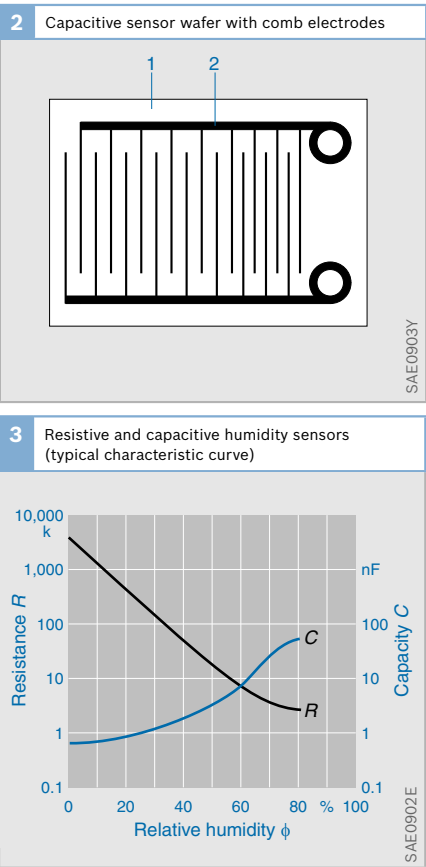 2 Capacitive sensor wafer with comb electrodes
1 2
SAE0903Y
3 Resistive and capacitive humidity sensors
(typical characteristic curve)
10,000
k
1,000 nF
100 100
10 10
1 1
0.1 0.1
Resistance R
Capacity C
C
R
0 20 40 60 80 % 100
Relative humidity ϕ
SAE0902E